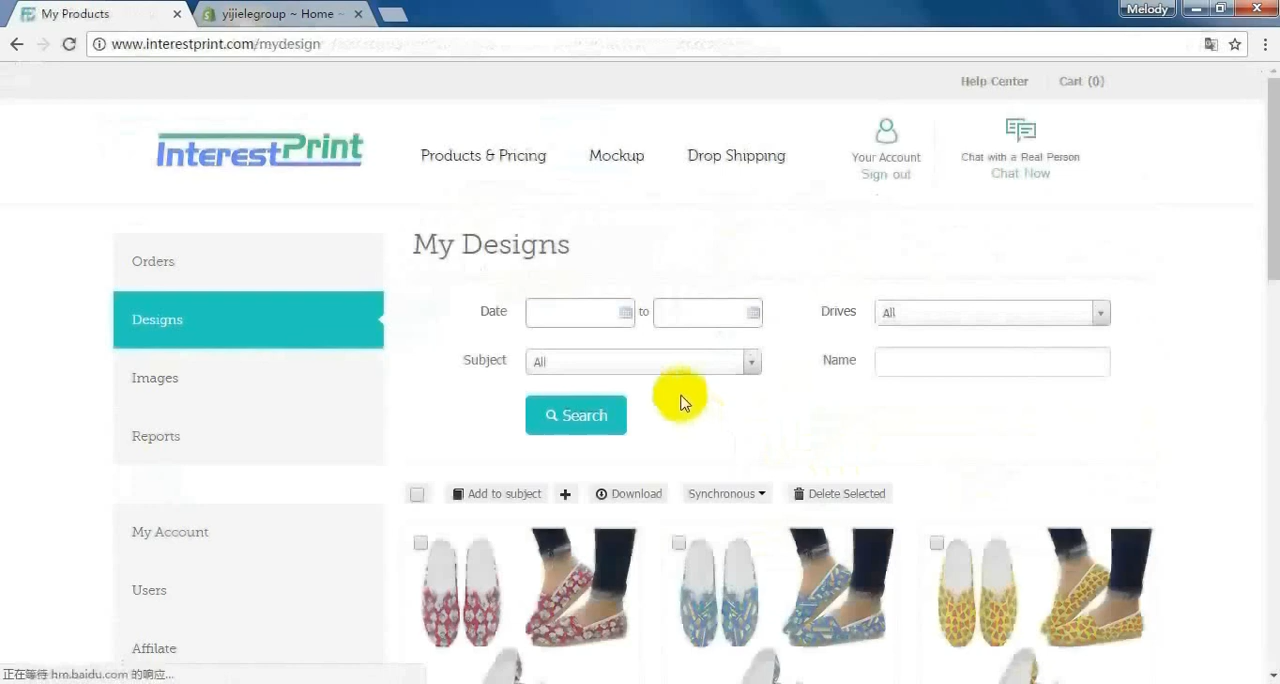 My Products
yijielegroup ~ Home
Melody
www.interestprint.com/mydesign
Help Center
Cart (0)
InterestPrint
Products & Pricing
Mockup
Drop Shipping
Your Account
Sign out
Chat with a Real Person
Chat Now
Orders
Designs
Images
Reports
My Account
Users
Affilate
My Designs
Date
to
Drives
All
Subject
All
Name
Search
Add to subject
Download
Synchronous
Delete Selected
正在等待 hm.baidu.com 的响应...